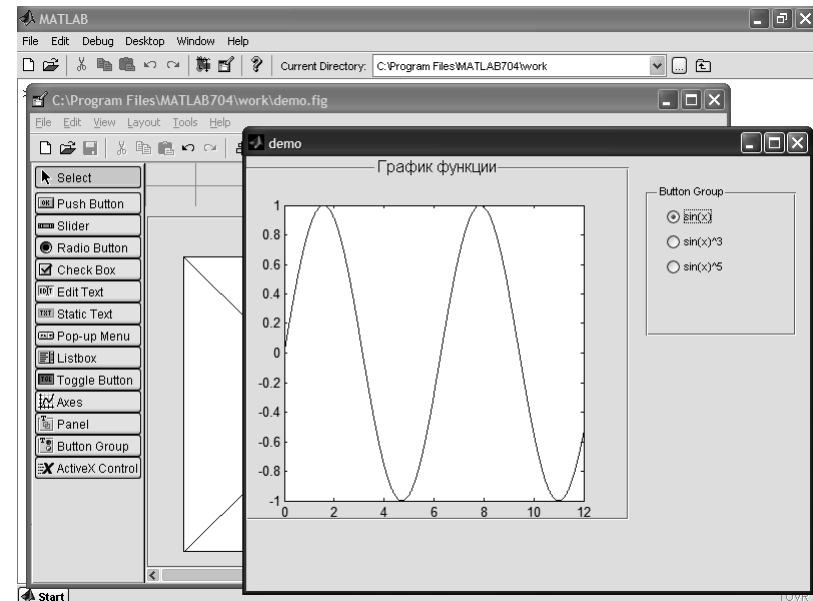 MATLAB
File Edit Debug Desktop Window Help
Current Directory: C:\Program Files\MATLAB704\work
C:\Program Files\MATLAB704\work\demo.fig
File Edit View Layout Tools Help
demo
Select
Push Button
Slider
Radio Button
Check Box
Edit Text
Static Text
Pop-up Menu
Listbox
Toggle Button
Axes
Panel
Button Group
ActiveX Control
График функции
1
0.8
0.6
0.4
0.2
0
-0.2
-0.4
-0.6
-0.8
-1
0 2 4 6 8 10 12
Button Group
sin(x)
sin(x)^3
sin(x)^5
Start